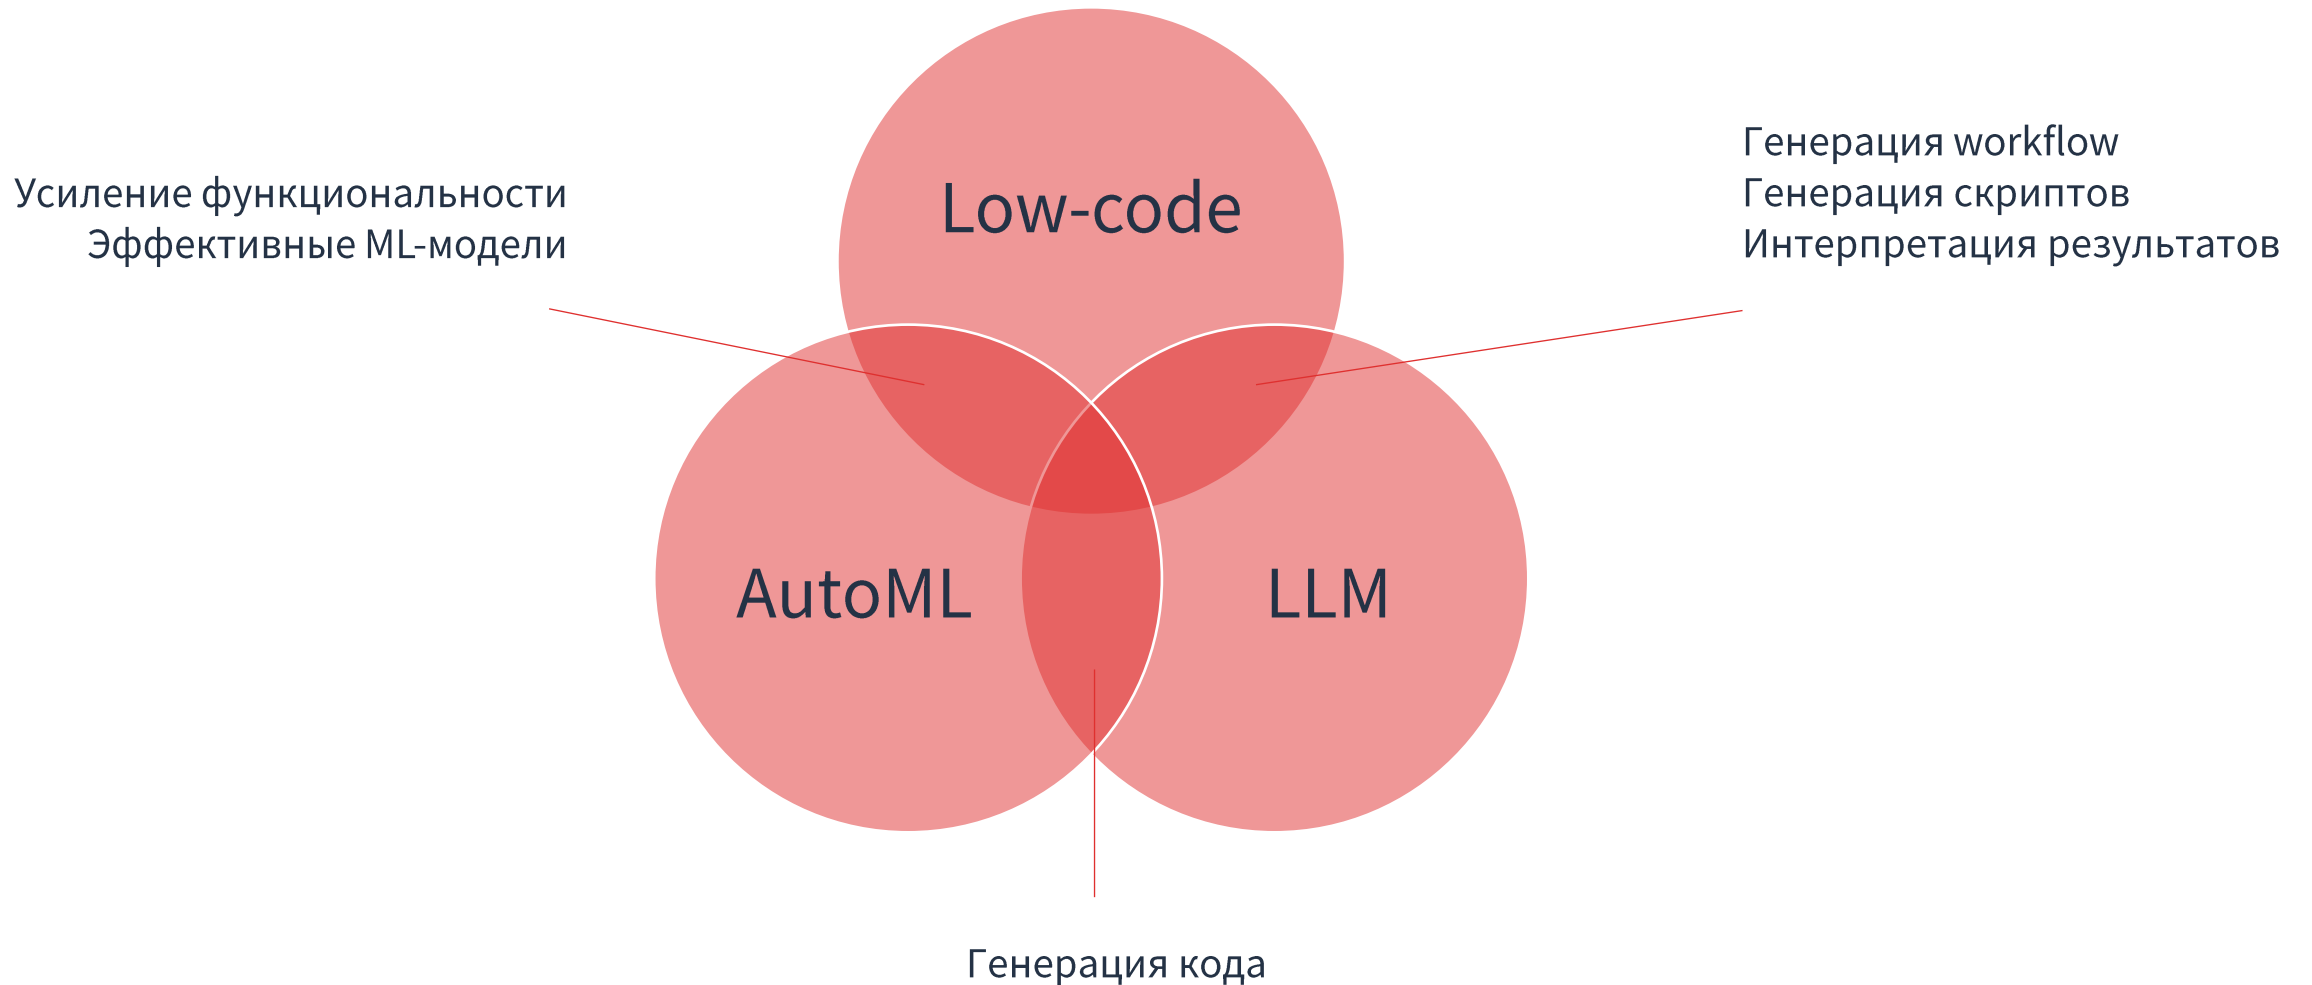 Low-code
Усиление функциональности
Эффективные ML-модели
Генерация workflow
Генерация скриптов
Интерпретация результатов
AutoML
LLM
Генерация кода